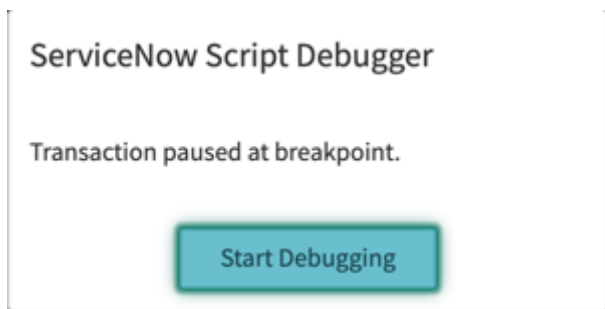 ServiceNow Script Debugger
Transaction paused at breakpoint.
Start Debugging